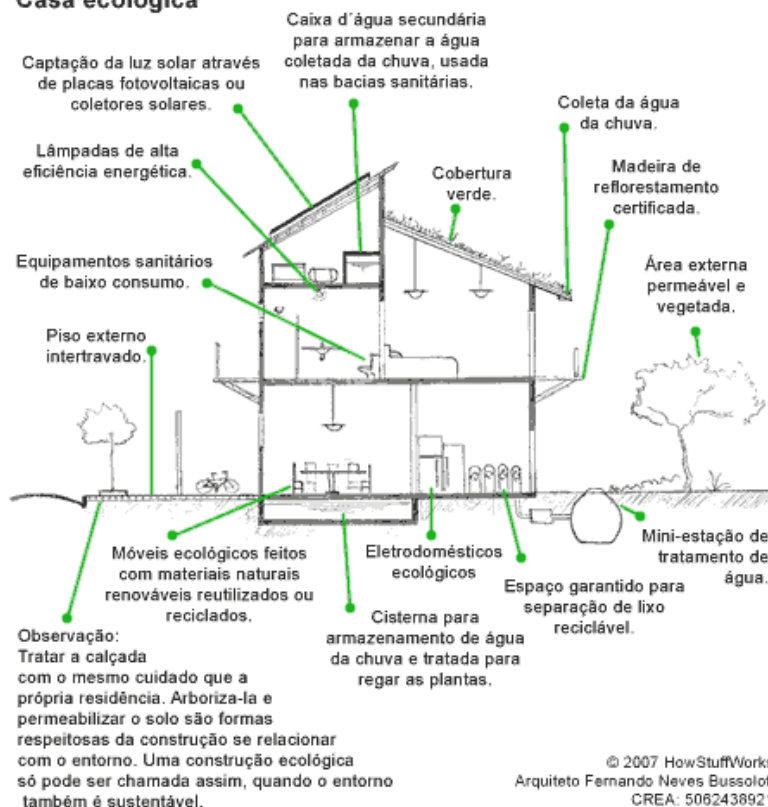 Casa ecológica
Caixa d´água secundária
para armazenar a água
coletada da chuva, usada
nas bacias sanitárias.
Captação da luz solar através
de placas fotovoltaicas ou
coletores solares.
Coleta da água
da chuva.
Lâmpadas de alta
eficiência energética.
Cobertura
verde.
Madeira de
reflorestamento
certificada.
Equipamentos sanitários
de baixo consumo.
Área externa
permeável e
vegetada.
Piso externo
intertravado.
Móveis ecológicos feitos
com materiais naturais
renováveis reutilizados ou
reciclados.
Eletrodomésticos
ecológicos
Mini-estação de
tratamento de
água.
Espaço garantido para
separação de lixo
reciclável.
Cisterna para
armazenamento de água
da chuva e tratada para
regar as plantas.
Observação:
Tratar a calçada
com o mesmo cuidado que a
própria residência. Arboriza-la e
permeabilizar o solo são formas
respeitosas da construção se relacionar
com o entorno. Uma construção ecológica
só pode ser chamada assim, quando o entorno
também é sustentável.
© 2007 HowStuffWorks
Arquiteto Fernando Neves
CREA: 5062438921